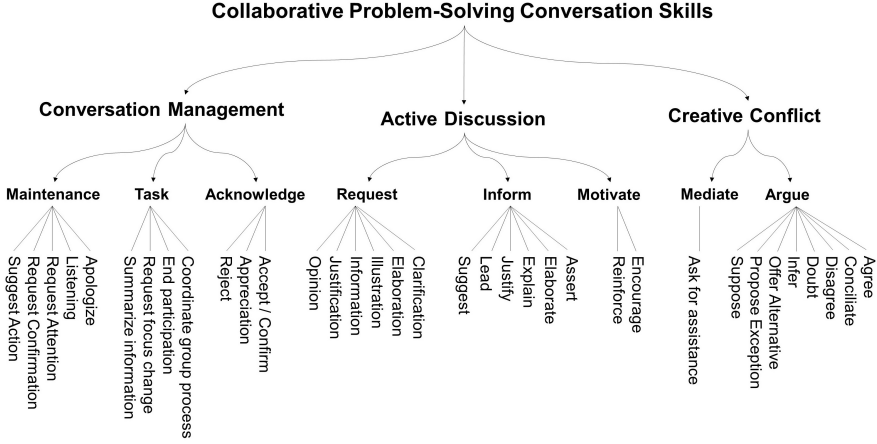 Collaborative Problem-Solving Conversation Skills
Conversation Management
Active Discussion
Creative Conflict
Maintenance
Task
Acknowledge
Request
Inform
Motivate
Mediate
Argue
Suggest Action
Request Confirmation
Request Attention
Listening
Apologize
Summarize information
Request focus change
End participation
Coordinate group process
Reject
Appreciation
Accept / Confirm
Opinion
Justification
Information
Illustration
Elaboration
Clarification
Suggest
Lead
Justify
Explain
Elaborate
Assert
Reinforce
Encourage
Ask for assistance
Suppose
Propose Exception
Offer Alternative
Infer
Doubt
Disagree
Conciliate
Agree